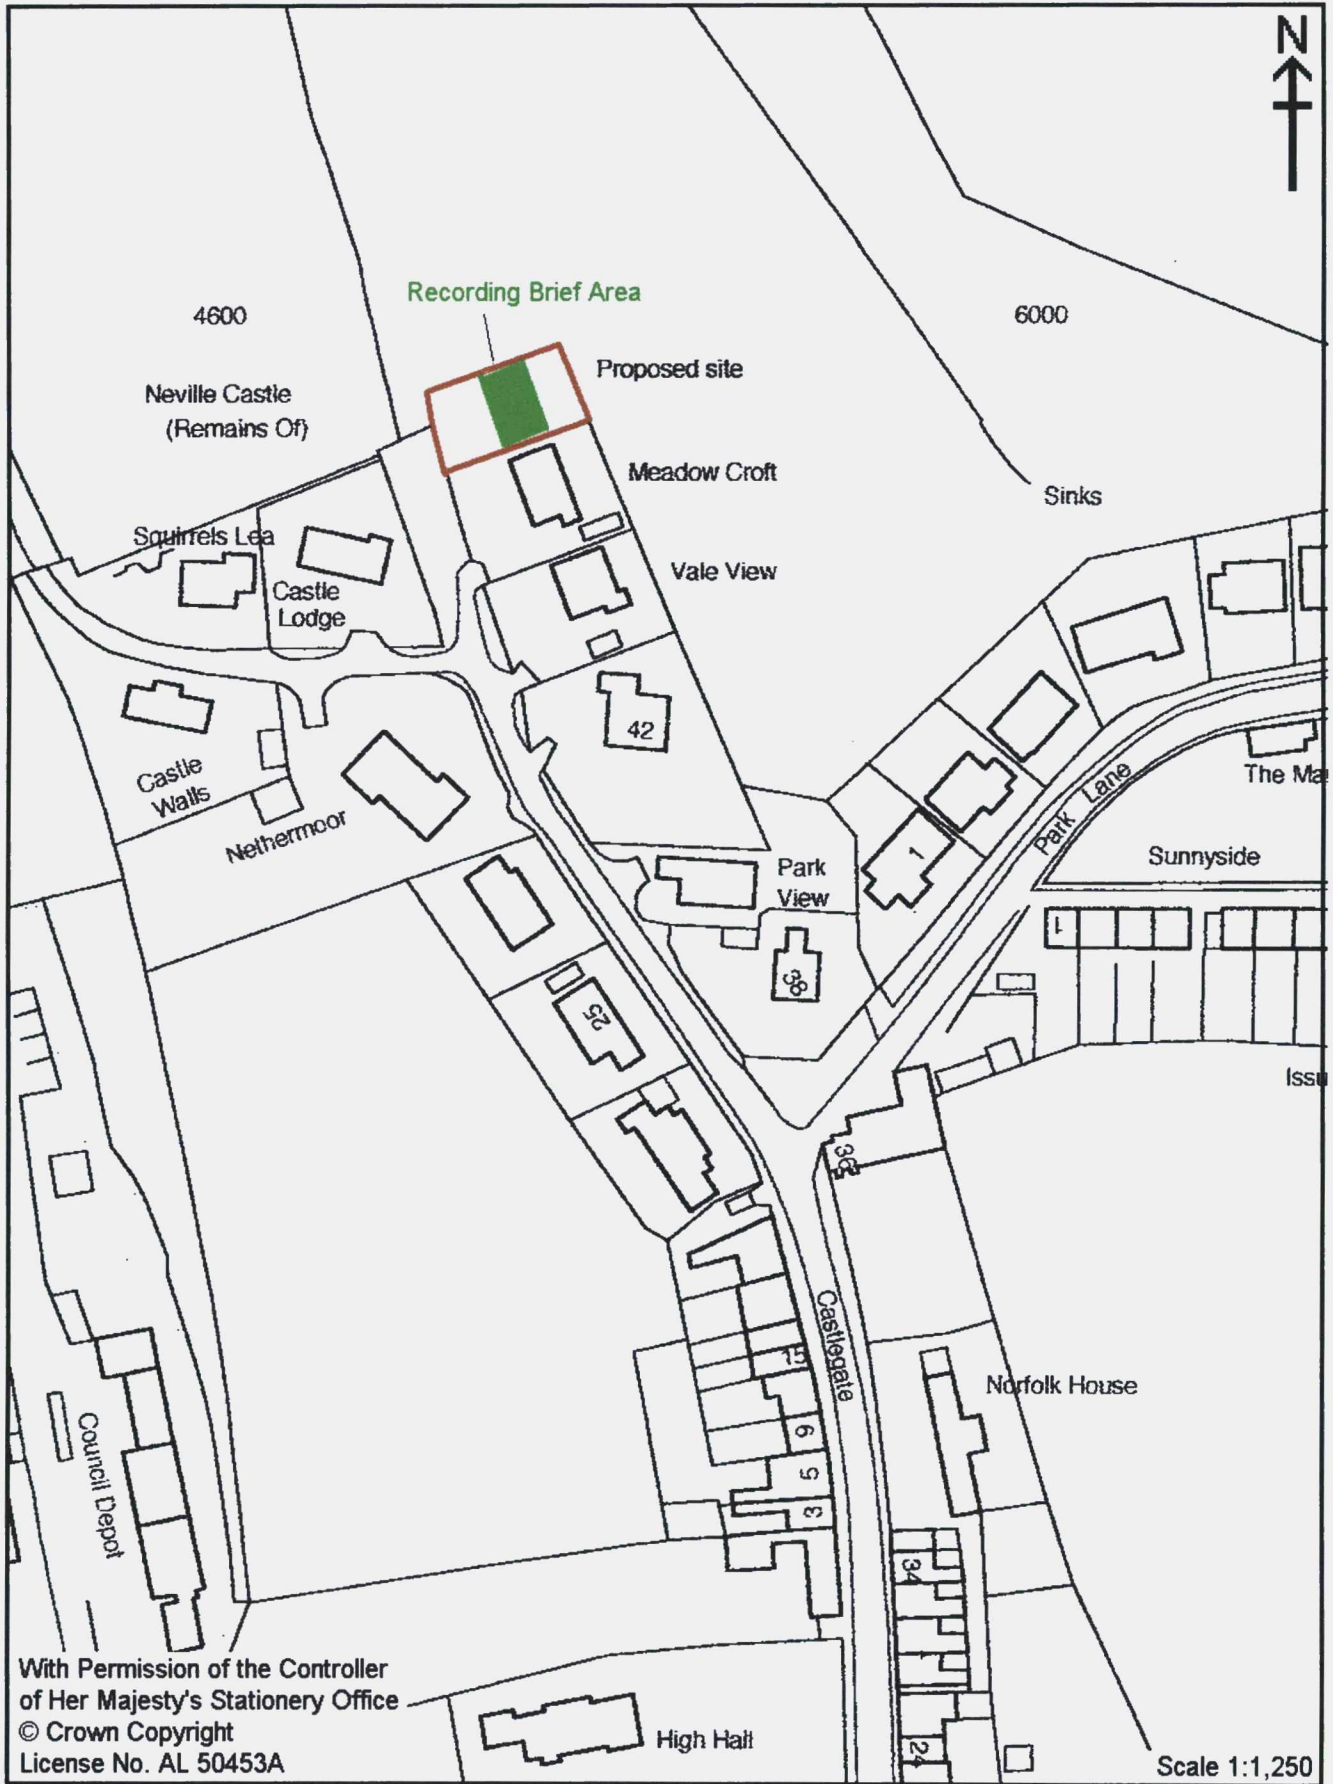 N
Recording Brief Area
4600
6000
Proposed site
Neville Castle
(Remains Of)
Meadow Croft
Sinks
Squirrels Lea
Vale View
Castle
Lodge
42
Castle
Walls
The Ma
Park Lane
Nethermoor
1
Sunnyside
Park
View
1
38
25
Issu
36
Castlegate
15
Norfolk House
9
5
3
Council Depot
34
With Permission of the Controller
of Her Majesty's Stationery Office
© Crown Copyright
License No. AL 50453A
High Hall
24
Scale 1:1,250